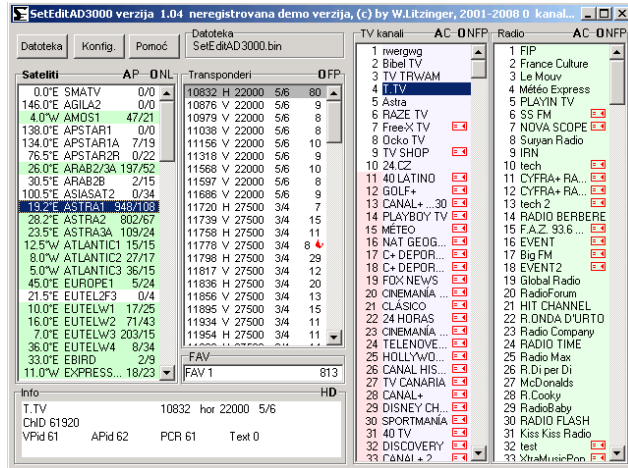 SetEditAD3000 verzija 1.04 neregistrovana demo verzija, (c) by W.Litzinger, 2001-2008 0 kanal...
Datoteka Konfig. Pomoć
Datoteka
SetEditAD3000.bin
Sateliti AP ONL
0.0°E SMATV 0/0
146.0°E AGILA2 0/0
4.0°W AMOS1 47/21
138.0°E APSTAR1 0/0
134.0°E APSTAR1A 7/19
76.5°E APSTAR2R 0/22
26.0°E ARAB2/3A 197/52
30.5°E ARAB2B 2/15
100.5°E ASIASAT2 0/34
19.2°E ASTRA1 948/108
28.2°E ASTRA2 802/67
23.5°E ASTRA3A 109/24
12.5°W ATLANTIC1 15/15
8.0°W ATLANTIC2 27/17
5.0°W ATLANTIC3 36/15
45.0°E EUROPE1 5/24
21.5°E EUTEL2F3 0/4
10.0°E EUTELW1 17/25
16.0°E EUTELW2 71/43
7.0°E EUTELW3 203/15
36.0°E EUTELW4 8/34
33.0°E EBIRD 2/9
11.0°W EXPRESS... 18/23
Transponderi OFP
10832 H 22000 5/6 80
10876 V 22000 5/6 9
10979 V 22000 5/6 8
11038 V 22000 5/6 8
11156 V 22000 5/6 10
11318 V 22000 5/6 9
11568 V 22000 5/6 10
11597 V 22000 5/6 8
11612 V 22000 5/6 9
11686 V 22000 5/6 9
11720 H 27500 3/4 7
11739 V 27500 3/4 15
11758 H 27500 3/4 11
11778 V 27500 3/4 8
11798 H 27500 3/4 29
11817 V 27500 3/4 12
11836 H 27500 3/4 20
11856 V 27500 3/4 13
11895 V 27500 3/4 15
11934 V 27500 3/4 11
11954 H 27500 3/4 11
FAV
FAV 1 813
Info HD-
T.TV 10832 hor 22000 5/6
ChID 61920
VPid 61 APid 62 PCR 61 Text 0
TV kanali AC ONFP
1 rwergwg
2 Bibel TV
3 TV TRWAM
4 T.TV
5 Astra
6 RAZE TV
7 Free-X TV
8 Ocko TV
9 TV SHOP
10 24.CZ
11 40 LATINO
12 GOLF+
13 CANAL+ ...30
14 PLAYBOY TV
15 MÉTEO
16 NAT GEOG...
17 C+ DEPOR...
18 C+ DEPOR...
19 FOX NEWS
20 CINEMANÍA ...
21 CLÁSICO
22 24 HORAS
23 CINEMANÍA ...
24 TELENOVE...
25 HOLLYWO...
26 CANAL HIS...
27 TV CANARIA
28 CANAL+
29 DISNEY CH...
30 SPORTMANÍA
31 40 TV
32 DISCOVERY
33 CANAL+ 2
Radio AC ONFP
1 FIP
2 France Culture
3 Le Mouv
4 Météo Express
5 PLAYIN TV
6 SS FM
7 NOVA SCOPE
8 Suryan Radio
9 IRN
10 tech
11 CYFRA+ RA...
12 CYFRA+ RA...
13 tech 2
14 RADIO BERBERE
15 F.A.Z. 93.6 ...
16 EVENT
17 Big FM
18 EVENT2
19 Global Radio
20 RadioForum
21 HIT CHANNEL
22 R.ONDA D'URTO
23 Radio Company
24 RADIO TIME
25 Radio Max
26 R.Di per Di
27 McDonalds
28 R.Cooky
29 RadioBaby
30 RADIO FLASH
31 Kiss Kiss Radio
32 test
33 XtraMusicPop